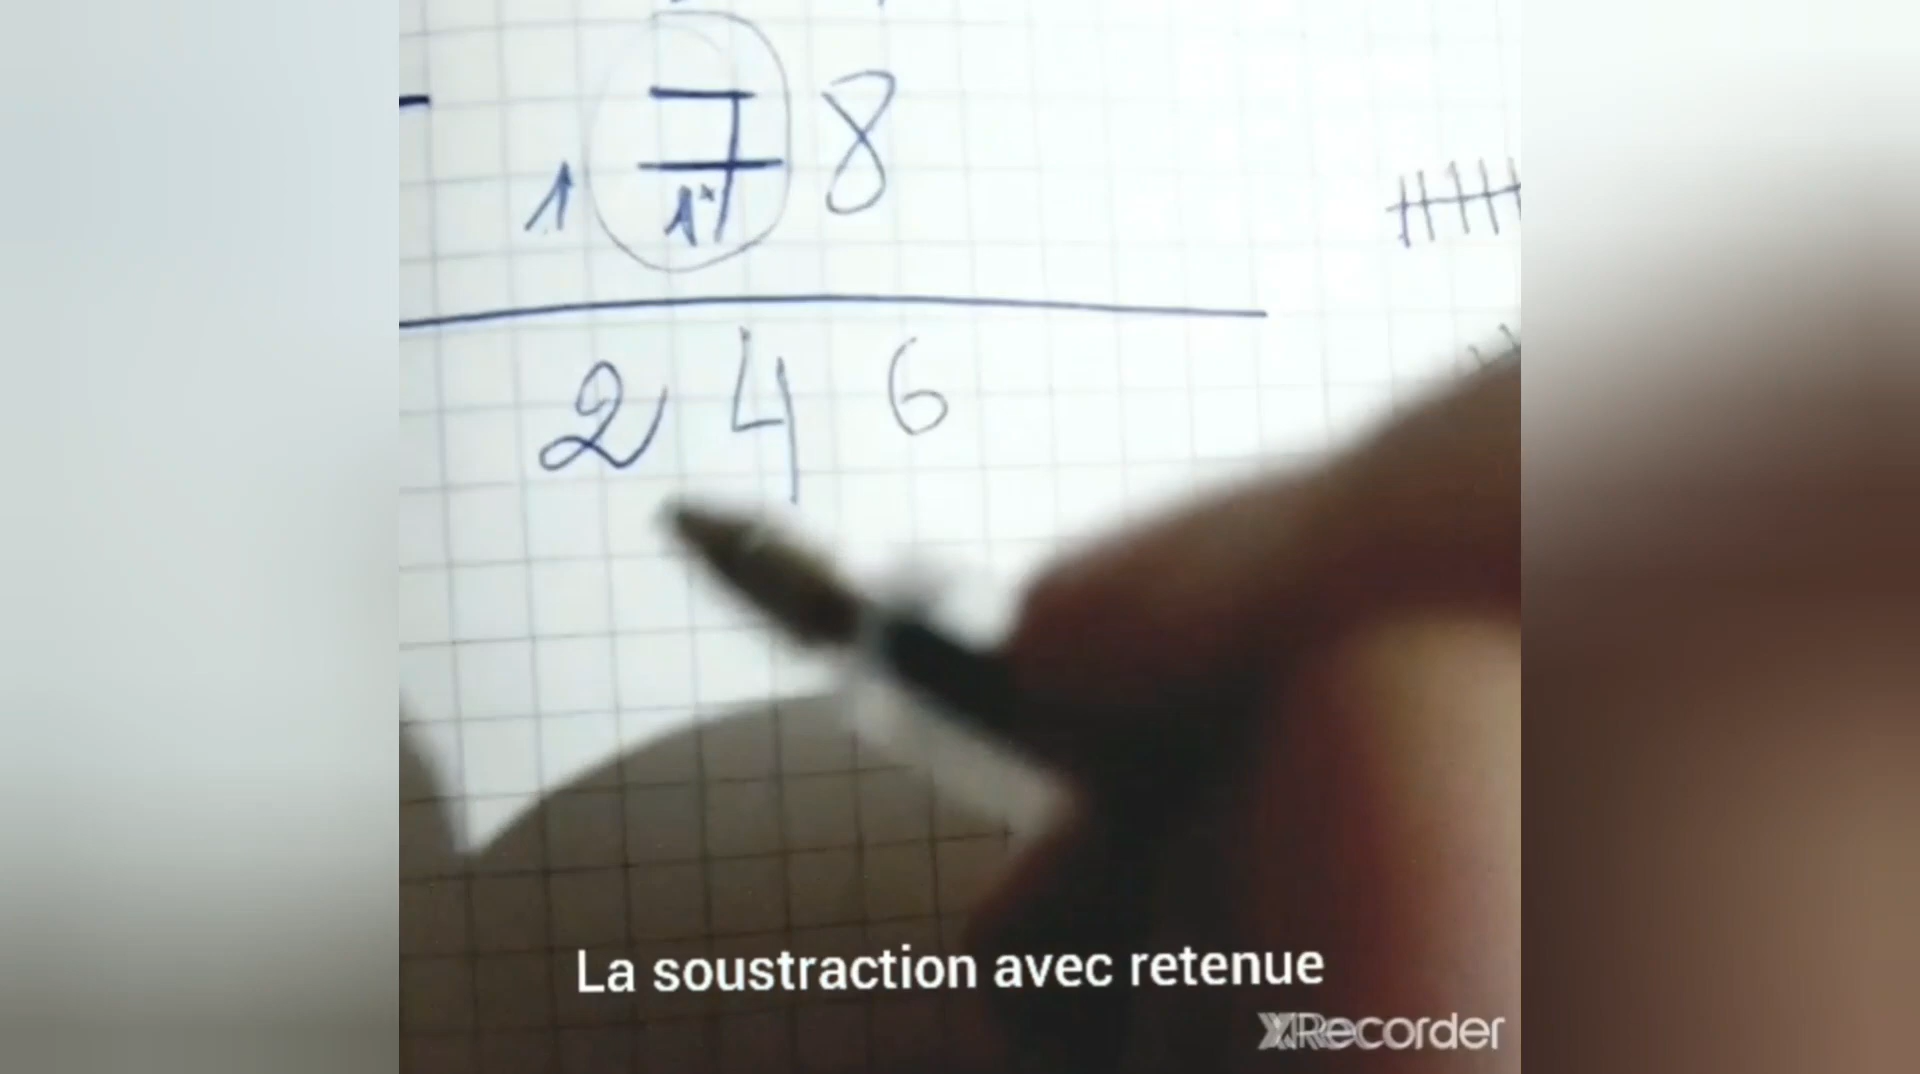 - 7 8
1 1
2 4 6
La soustraction avec retenue
XRecorder